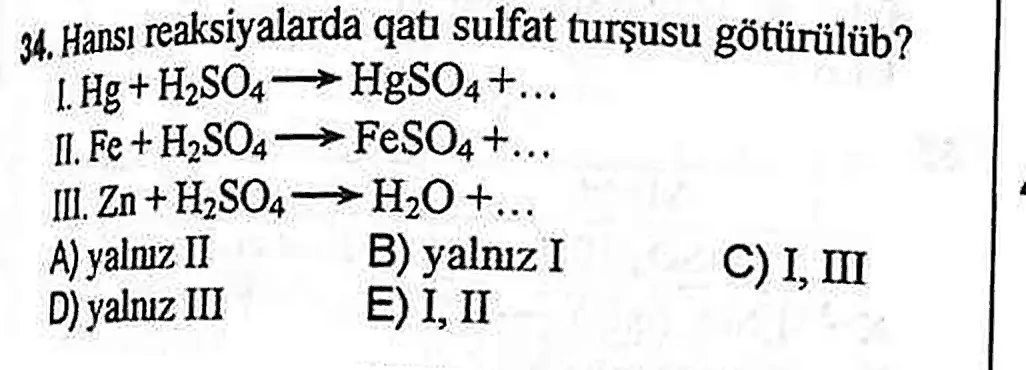 34. Hansı reaksiyalarda qatı sulfat turşusu götürülüb?
I. Hg + H₂SO₄ ⟶ HgSO₄ +...
II. Fe + H₂SO₄ ⟶ FeSO₄ +...
III. Zn + H₂SO₄ ⟶ H₂O +...
A) yalnız II B) yalnız I C) I, III
D) yalnız III E) I, II